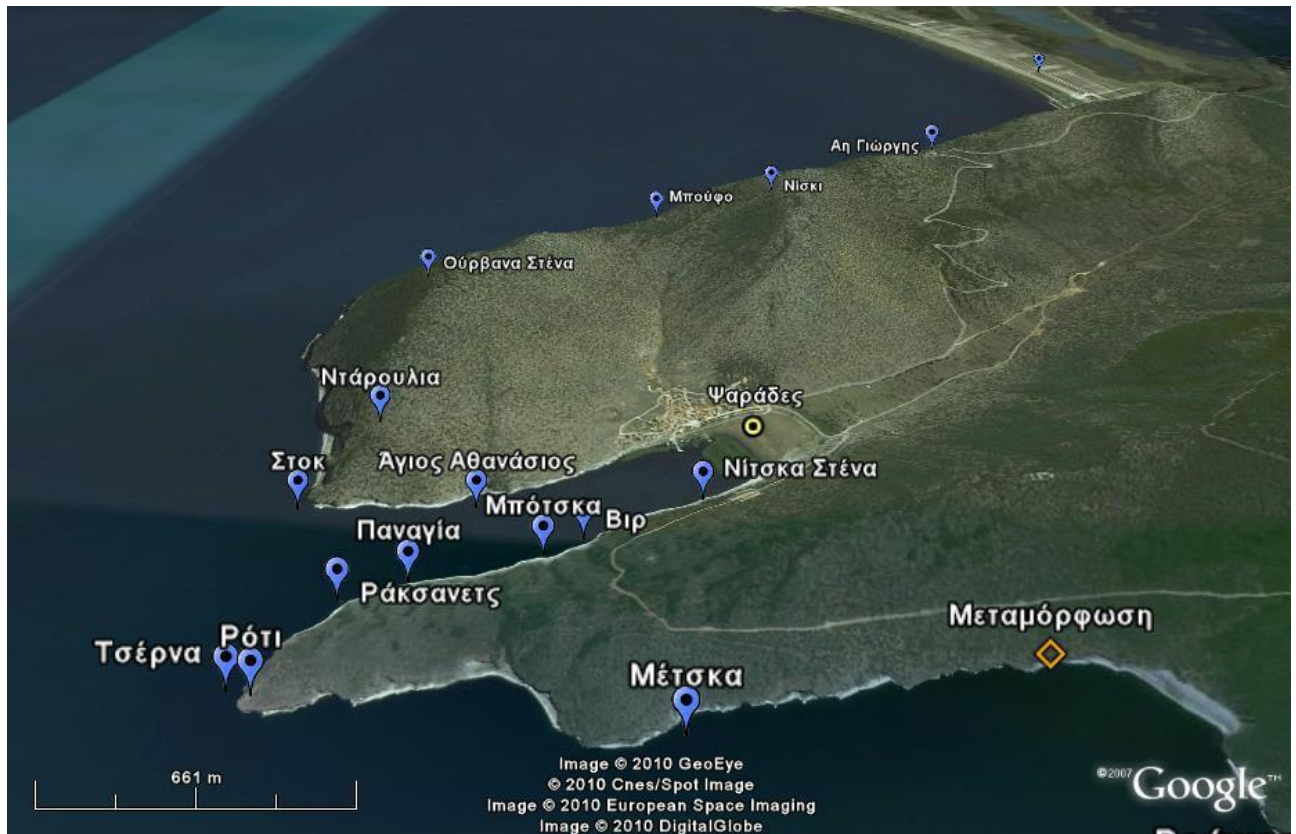 Αη Γιώργης
Νίσκι
Μπούφο
Ούρβανα Στένα
Ντάρουλια
Ψαράδες
Στοκ
Άγιος Αθανάσιος
Νίτσκα Στένα
Μπότσκα
Βιρ
Παναγία
Ράκσανετς
Μεταμόρφωση
Τσέρνα
Ρότι
Μέτσκα
661 m
Image © 2010 GeoEye
© 2010 Cnes/Spot Image
Image © 2010 European Space Imaging
Image © 2010 DigitalGlobe
©2007 Google™